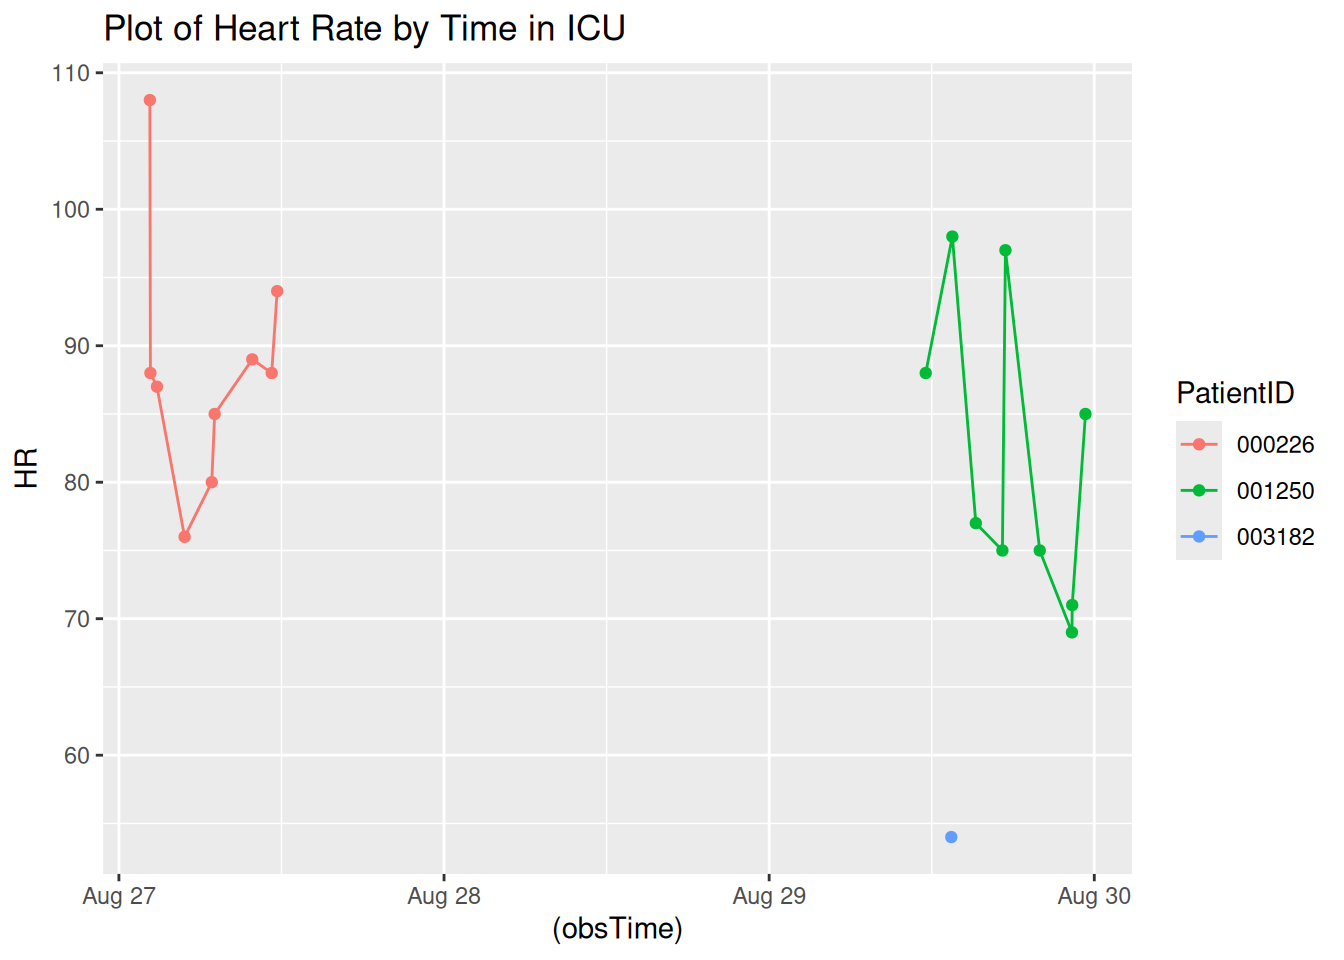 Plot of Heart Rate by Time in ICU
110
100
90
80
70
60
HR
Aug 27
Aug 28
Aug 29
Aug 30
(obsTime)
PatientID
000226
001250
003182